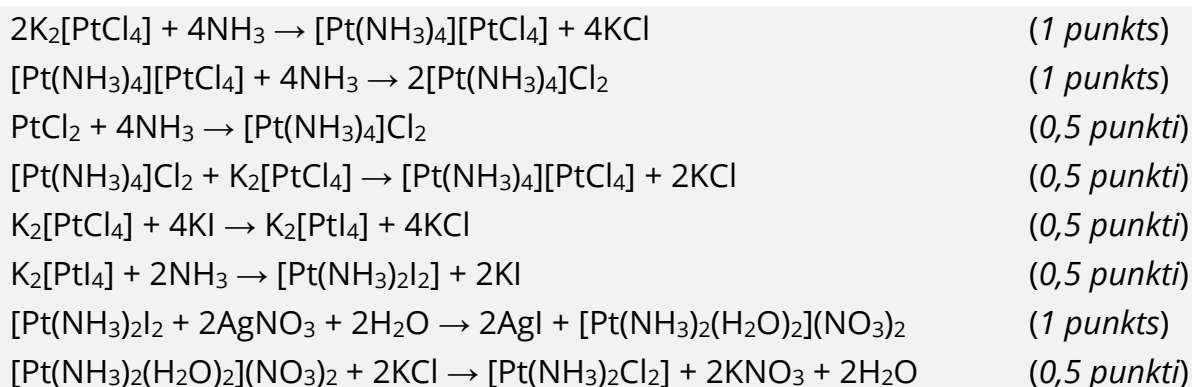 2K₂[PtCl₄] + 4NH₃ → [Pt(NH₃)₄][PtCl₄] + 4KCl (1 punkts)
[Pt(NH₃)₄][PtCl₄] + 4NH₃ → 2[Pt(NH₃)₄]Cl₂ (1 punkts)
PtCl₂ + 4NH₃ → [Pt(NH₃)₄]Cl₂ (0,5 punkti)
[Pt(NH₃)₄]Cl₂ + K₂[PtCl₄] → [Pt(NH₃)₄][PtCl₄] + 2KCl (0,5 punkti)
K₂[PtCl₄] + 4KI → K₂[PtI₄] + 4KCl (0,5 punkti)
K₂[PtI₄] + 2NH₃ → [Pt(NH₃)₂I₂] + 2KI (0,5 punkti)
[Pt(NH₃)₂I₂ + 2AgNO₃ + 2H₂O → 2AgI + [Pt(NH₃)₂(H₂O)₂](NO₃)₂ (1 punkts)
[Pt(NH₃)₂(H₂O)₂](NO₃)₂ + 2KCl → [Pt(NH₃)₂Cl₂] + 2KNO₃ + 2H₂O (0,5 punkti)